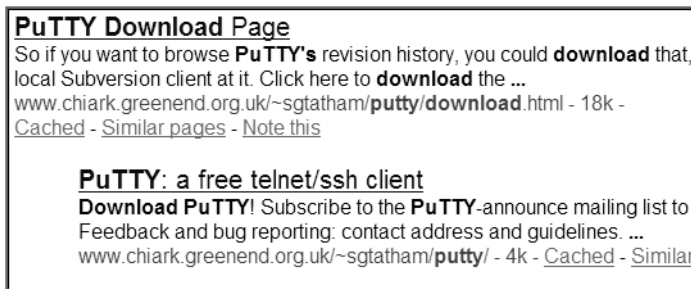 PuTTY Download Page
So if you want to browse PuTTY's revision history, you could download that,
local Subversion client at it. Click here to download the ...
www.chiark.greenend.org.uk/~sgtatham/putty/download.html - 18k -
Cached - Similar pages - Note this
PuTTY: a free telnet/ssh client
Download PuTTY! Subscribe to the PuTTY-announce mailing list to
Feedback and bug reporting: contact address and guidelines. ...
www.chiark.greenend.org.uk/~sgtatham/putty/ - 4k - Cached - Similar